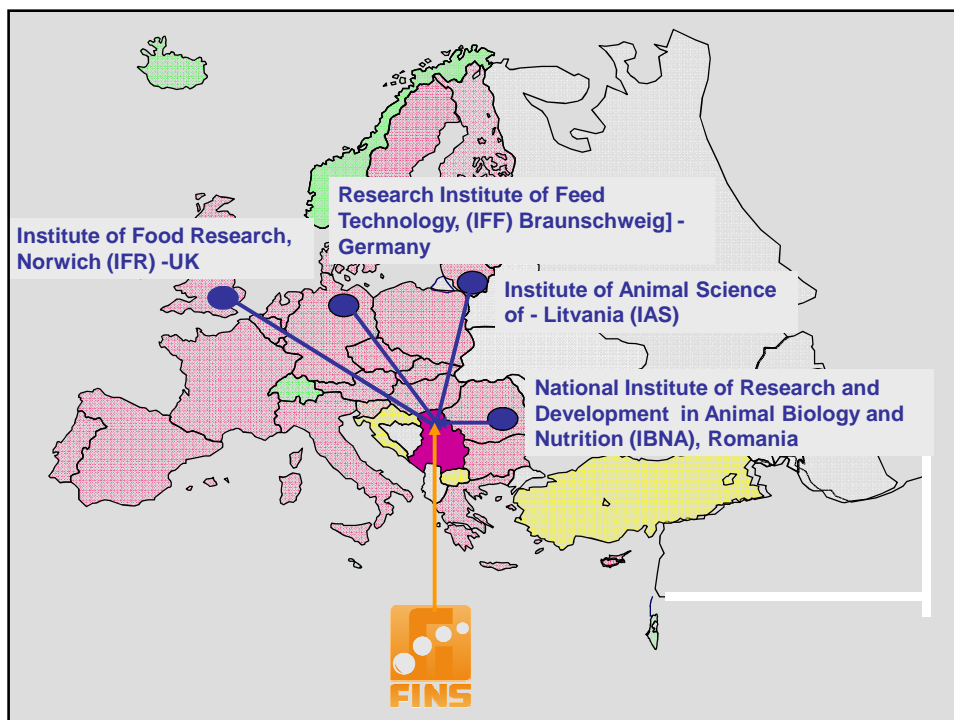 Research Institute of Feed
Technology, (IFF) Braunschweig] -
Germany
Institute of Food Research,
Norwich (IFR) -UK
Institute of Animal Science
of - Litvania (IAS)
National Institute of Research and
Development in Animal Biology and
Nutrition (IBNA), Romania
FINS